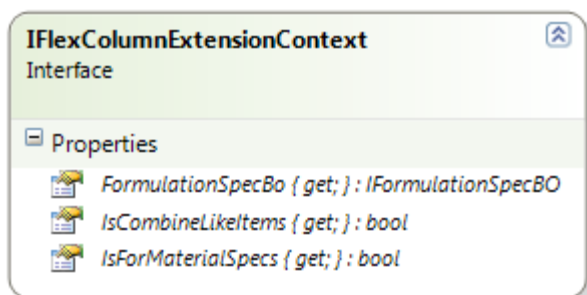 IFlexColumnExtensionContext
Interface
Properties
FormulationSpecBo { get; } : IFormulationSpecBO
IsCombineLikeItems { get; } : bool
IsForMaterialSpecs { get; } : bool